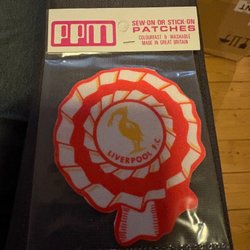 PPM
SEW-ON OR STICK-ON
PATCHES
COLOURFAST & WASHABLE
MADE IN GREAT BRITAIN
LIVERPOOL F.C.